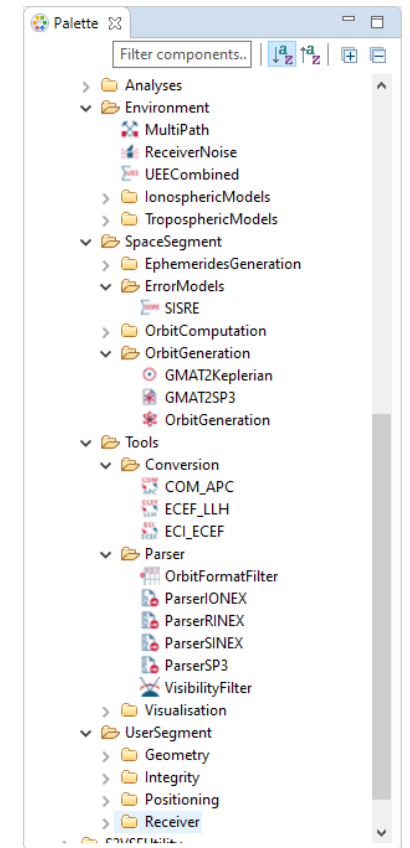 Palette
Filter components..
Analyses
Environment
MultiPath
ReceiverNoise
UEECombined
IonosphericModels
TroposphericModels
SpaceSegment
EphemeridesGeneration
ErrorModels
SISRE
OrbitComputation
OrbitGeneration
GMAT2Keplerian
GMAT2SP3
OrbitGeneration
Tools
Conversion
COM_APC
ECEF_LLH
ECI_ECEF
Parser
OrbitFormatFilter
ParserIONEX
ParserRINEX
ParserSINEX
ParserSP3
VisibilityFilter
Visualisation
UserSegment
Geometry
Integrity
Positioning
Receiver